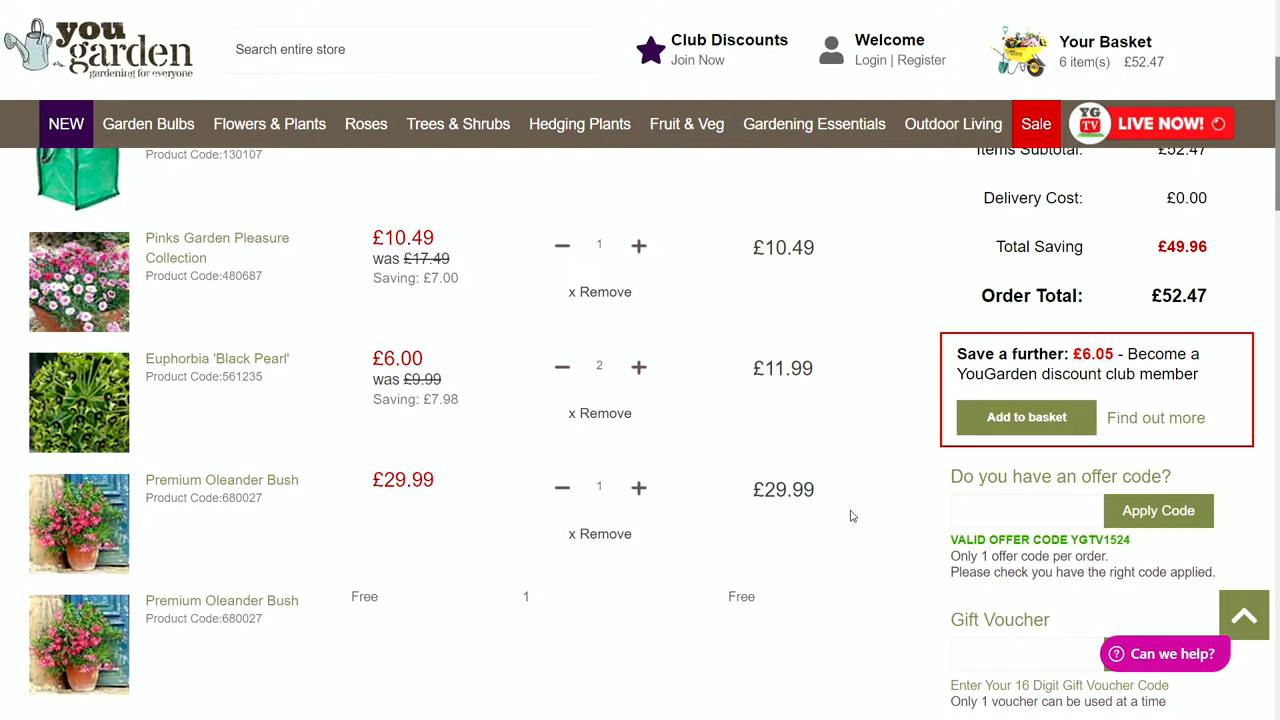 you
garden
gardening for everyone
Search entire store
Club Discounts
Join Now
Welcome
Login | Register
Your Basket
6 item(s) £52.47
NEW
Garden Bulbs
Flowers & Plants
Roses
Trees & Shrubs
Hedging Plants
Fruit & Veg
Gardening Essentials
Outdoor Living
Sale
YG
TV
LIVE NOW!
Product Code:130107
Pinks Garden Pleasure
Collection
Product Code:480687
£10.49
was £17.49
Saving: £7.00
1
x Remove
£10.49
Euphorbia 'Black Pearl'
Product Code:561235
£6.00
was £9.99
Saving: £7.98
2
x Remove
£11.99
Premium Oleander Bush
Product Code:680027
£29.99
1
x Remove
£29.99
Premium Oleander Bush
Product Code:680027
Free
1
Free
Items Subtotal: £52.47
Delivery Cost: £0.00
Total Saving £49.96
Order Total: £52.47
Save a further: £6.05 - Become a
YouGarden discount club member
Add to basket
Find out more
Do you have an offer code?
Apply Code
VALID OFFER CODE YGTV1524
Only 1 offer code per order.
Please check you have the right code applied.
Gift Voucher
Can we help?
Enter Your 16 Digit Gift Voucher Code
Only 1 voucher can be used at a time